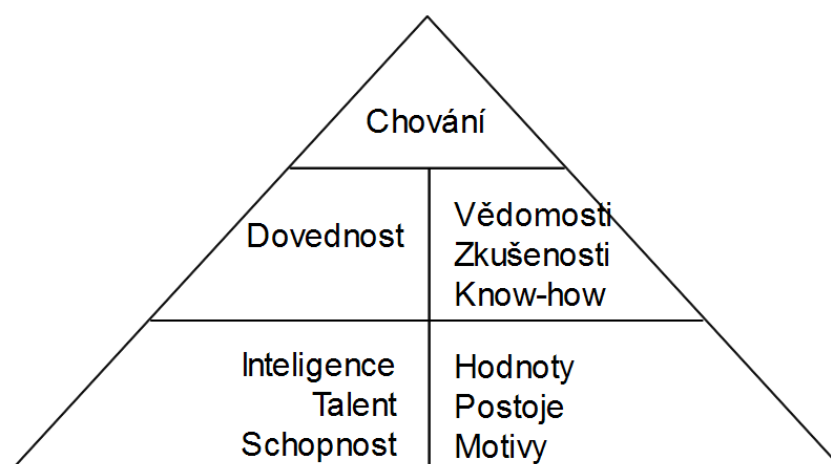 Chování
Dovednost
Vědomosti
Zkušenosti
Know-how
Inteligence
Talent
Schopnost
Hodnoty
Postoje
Motivy